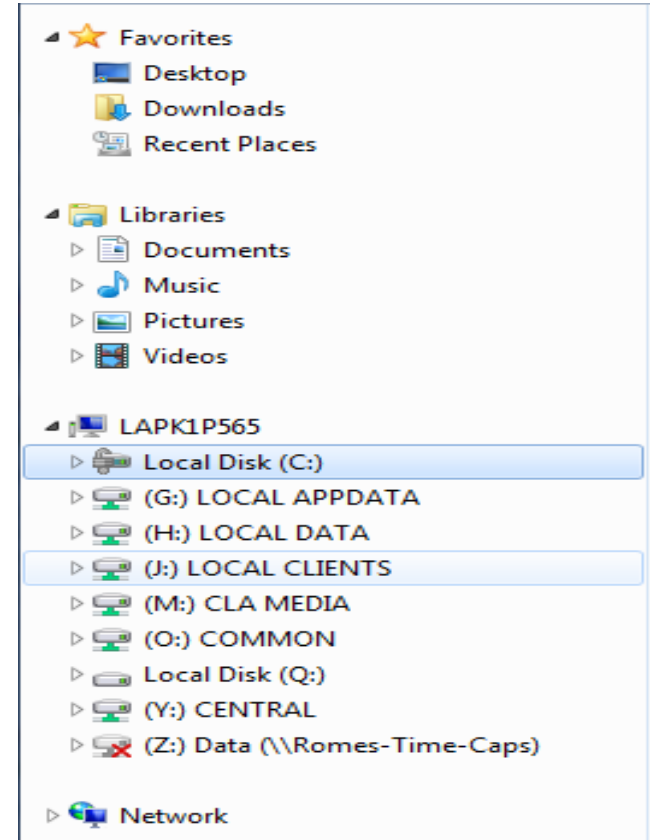 Favorites
Desktop
Downloads
Recent Places
Libraries
Documents
Music
Pictures
Videos
LAPK1P565
Local Disk (C:)
(G:) LOCAL APPDATA
(H:) LOCAL DATA
(J:) LOCAL CLIENTS
(M:) CLA MEDIA
(O:) COMMON
Local Disk (Q:)
(Y:) CENTRAL
(Z:) Data (\\Romes-Time-Caps)
Network